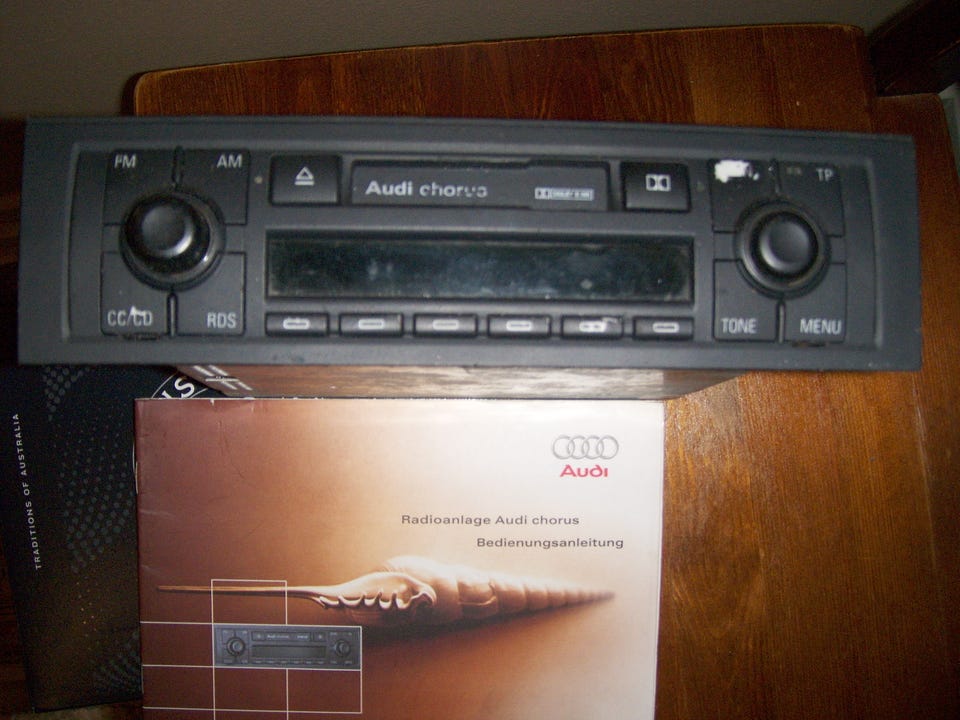 FM
AM
Audi chorus
TP
CC/CD
RDS
TONE
MENU
TRADITIONS OF AUSTRALIA
Audi
Radioanlage Audi chorus
Bedienungsanleitung